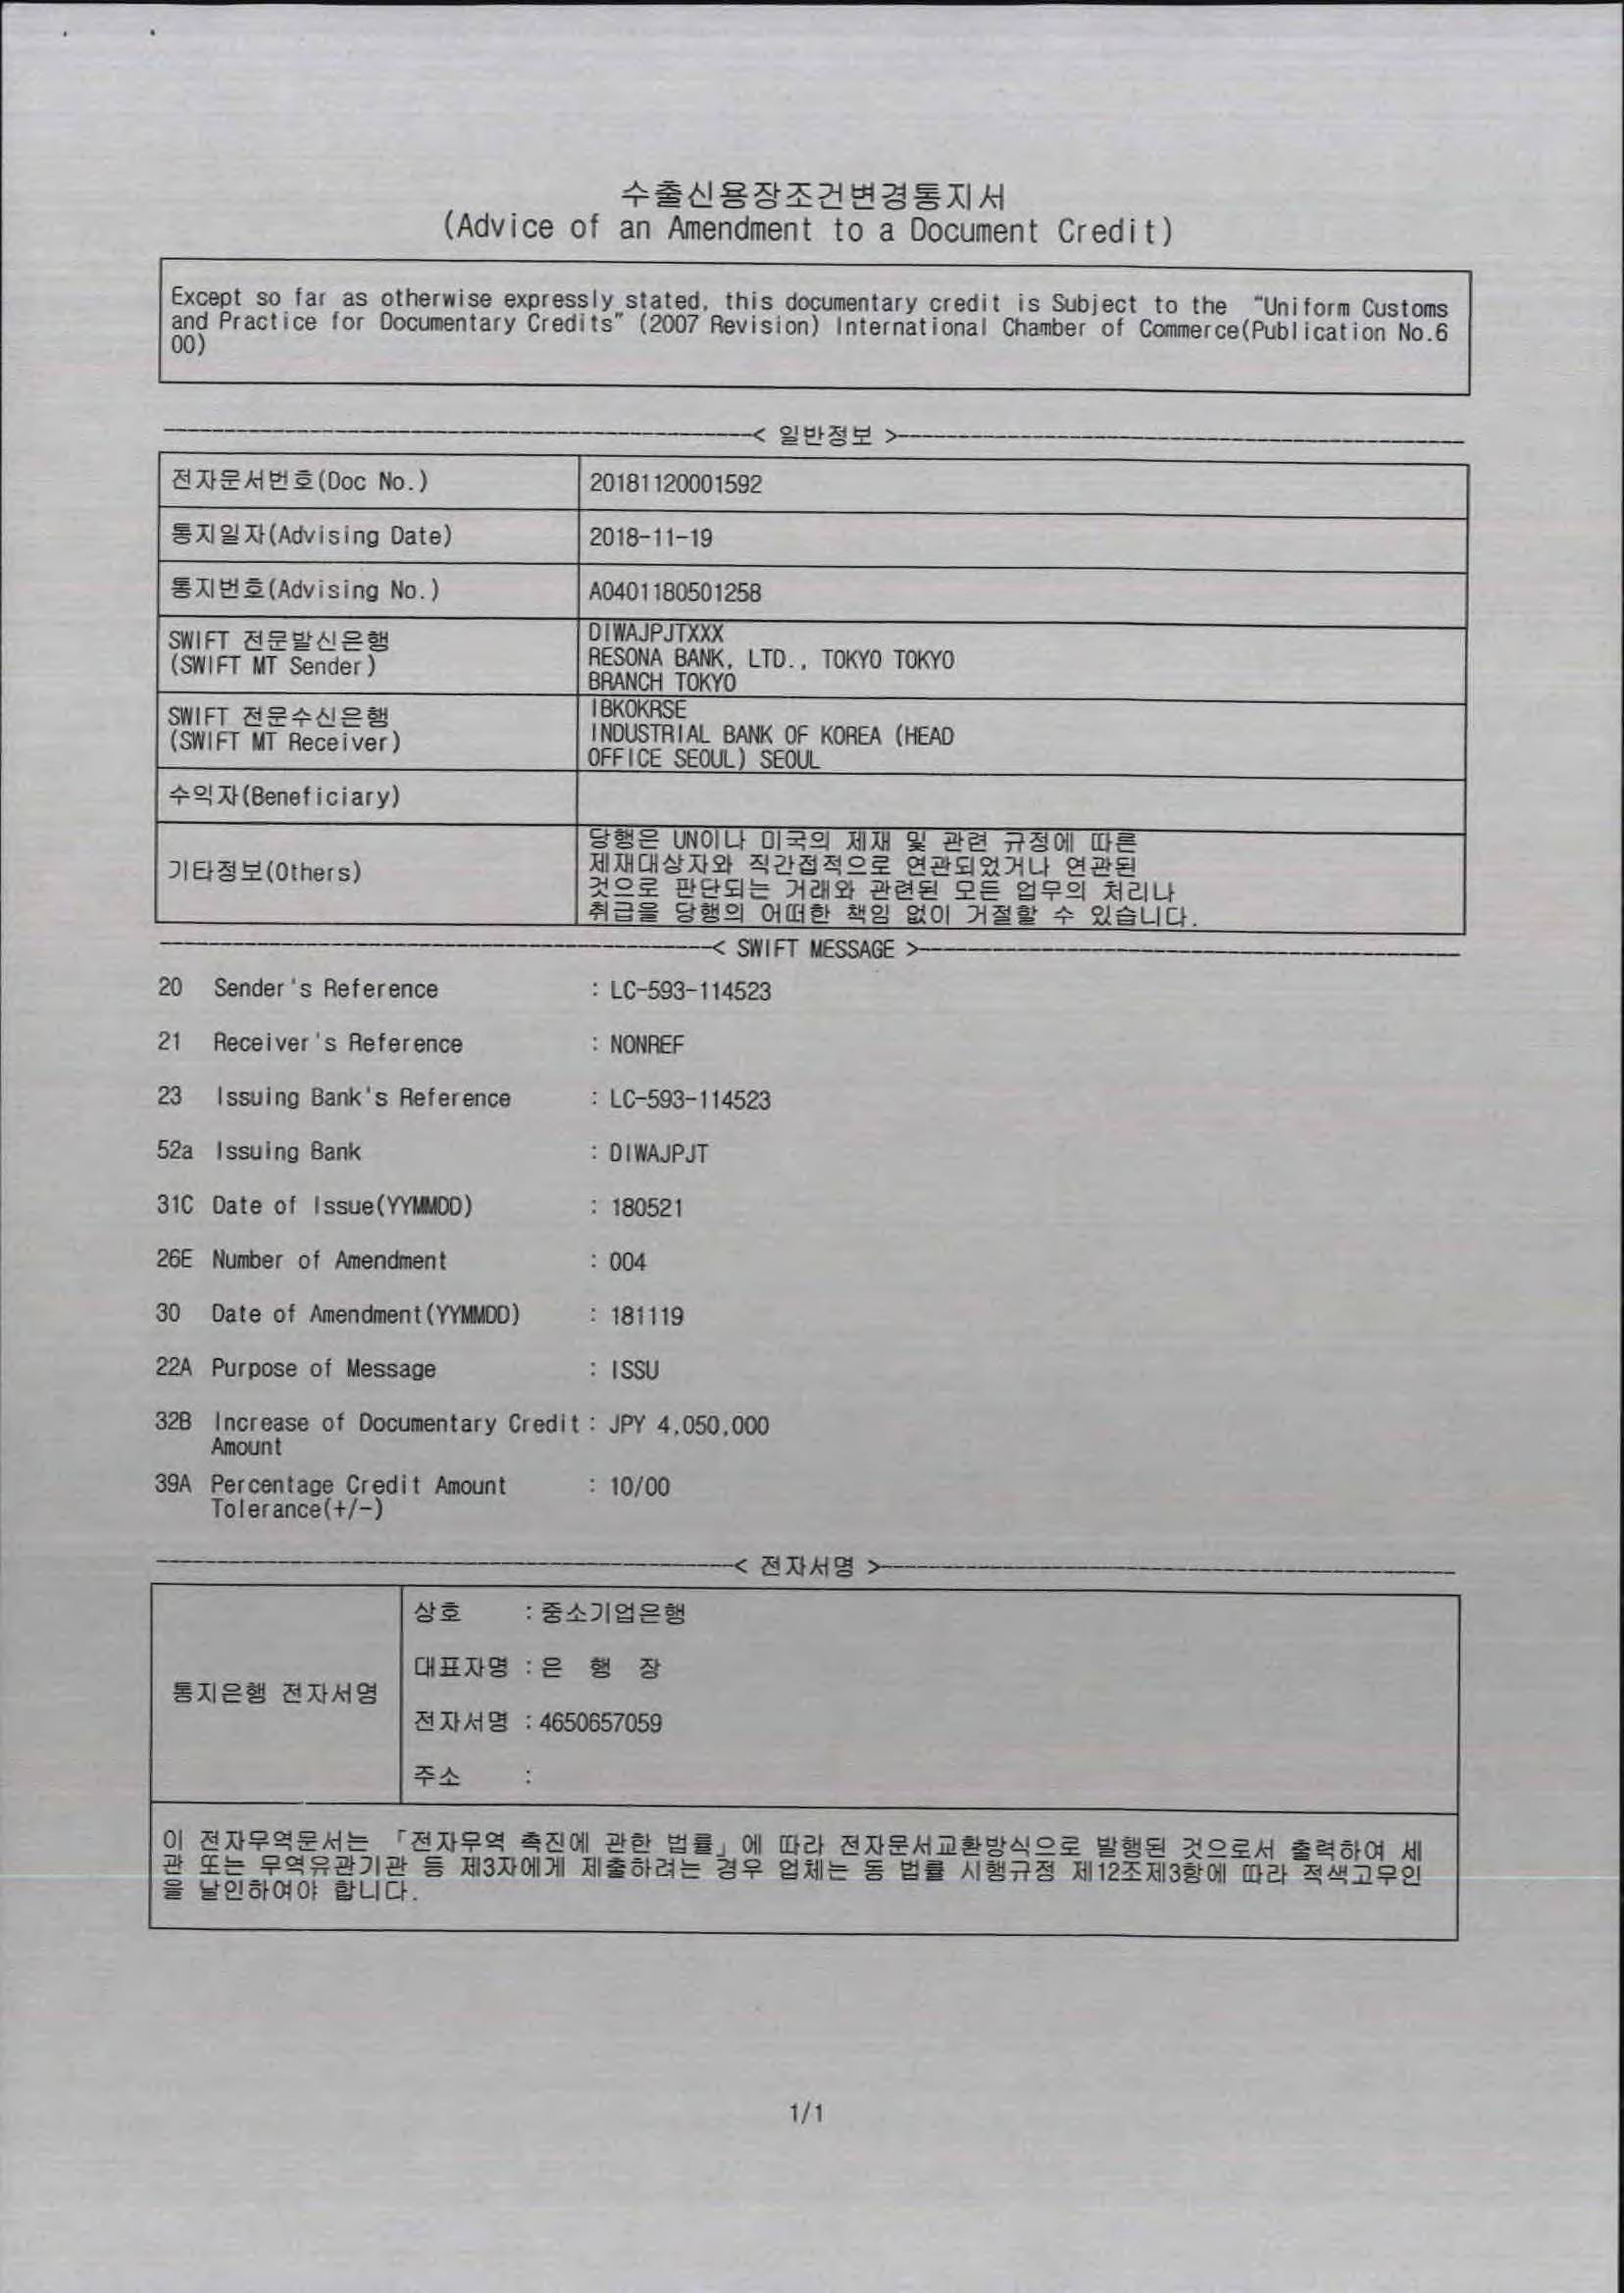 수출신용장조건변경통지서
(Advice of an Amendment to a Document Credit)
Except so far as otherwise expressly stated, this documentary credit is Subject to the "Uniform Customs
and Practice for Documentary Credits" (2007 Revision) International Chamber of Commerce(Publication No.6
00)
< 일반정보 >
전자문서번호(Doc No.) 20181120001592
통지일자(Advising Date) 2018-11-19
통지번호(Advising No.) A0401180501258
SWIFT 전문발신은행
(SWIFT MT Sender)
DIWAJPJTXXX
RESONA BANK, LTD., TOKYO TOKYO
BRANCH TOKYO
SWIFT 전문수신은행
(SWIFT MT Receiver)
IBKOKRSE
INDUSTRIAL BANK OF KOREA (HEAD
OFFICE SEOUL) SEOUL
수익자(Beneficiary)
기타정보(Others)
당행은 UN이나 미국의 제재 및 관련 규정에 따른
제재대상자와 직간접적으로 연관되었거나 연관된
것으로 판단되는 거래와 관련된 모든 업무의 처리나
취급을 당행의 어떠한 책임 없이 거절할 수 있습니다.
< SWIFT MESSAGE >
20 Sender's Reference : LC-593-114523
21 Receiver's Reference : NONREF
23 Issuing Bank's Reference : LC-593-114523
52a Issuing Bank : DIWAJPJT
31C Date of Issue(YYMMDD) : 180521
26E Number of Amendment : 004
30 Date of Amendment(YYMMDD) : 181119
22A Purpose of Message : ISSU
32B Increase of Documentary Credit : JPY 4,050,000
Amount
39A Percentage Credit Amount : 10/00
Tolerance(+/-)
< 전자서명 >
통지은행 전자서명
상호 : 중소기업은행
대표자명 : 은 행 장
전자서명 : 4650657059
주소 :
이 전자무역문서는 「전자무역 촉진에 관한 법률」에 따라 전자문서교환방식으로 발행된 것으로서 출력하여 세
관 또는 무역유관기관 등 제3자에게 제출하려는 경우 업체는 동 법률 시행규정 제12조제3항에 따라 적색고무인
을 날인하여야 합니다.
1/1